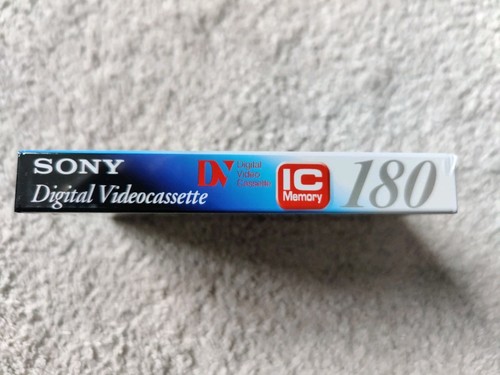 SONY
Digital Videocassette
DV Digital
Video
Cassette
IC
Memory
180